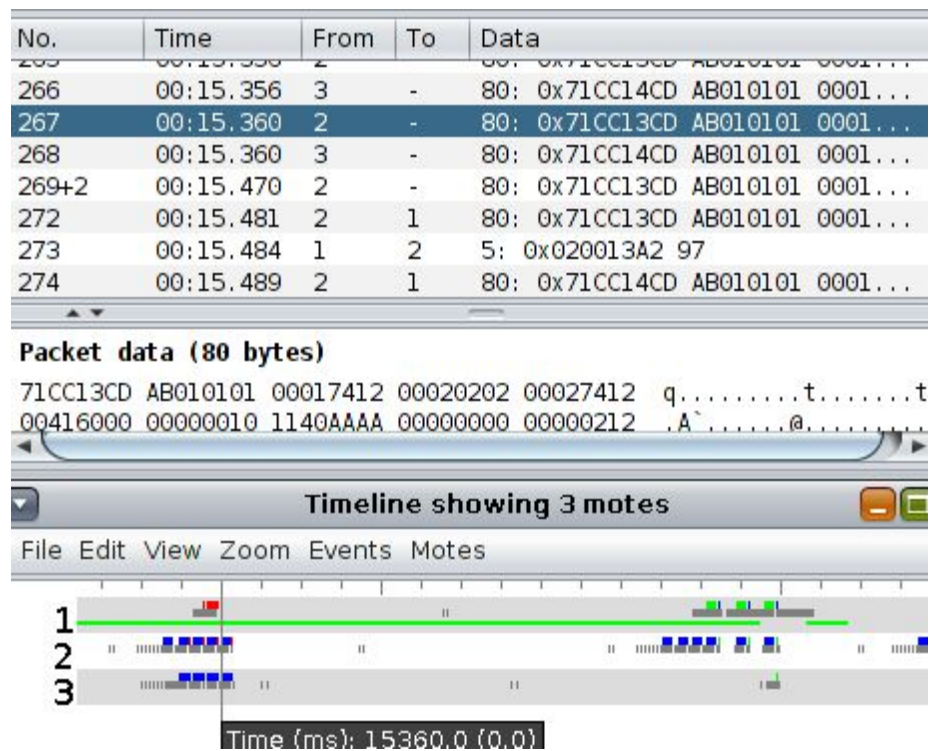 No. Time From To Data
266 00:15.356 3 - 80: 0x71CC14CD AB010101 0001...
267 00:15.360 2 - 80: 0x71CC13CD AB010101 0001...
268 00:15.360 3 - 80: 0x71CC14CD AB010101 0001...
269+2 00:15.470 2 - 80: 0x71CC13CD AB010101 0001...
272 00:15.481 2 1 80: 0x71CC13CD AB010101 0001...
273 00:15.484 1 2 5: 0x020013A2 97
274 00:15.489 2 1 80: 0x71CC14CD AB010101 0001...
Packet data (80 bytes)
71CC13CD AB010101 00017412 00020202 00027412 q.........t.......t
00416000 00000010 1140AAAA 00000000 00000212 .A`......@.........
Timeline showing 3 motes
File Edit View Zoom Events Motes
1
2
3
Time (ms): 15360.0 (0.0)